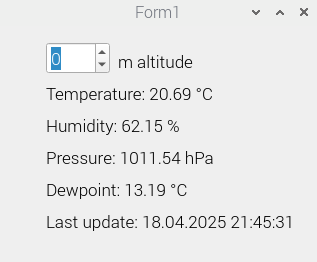 Form1
0 m altitude
Temperature: 20.69 °C
Humidity: 62.15 %
Pressure: 1011.54 hPa
Dewpoint: 13.19 °C
Last update: 18.04.2025 21:45:31